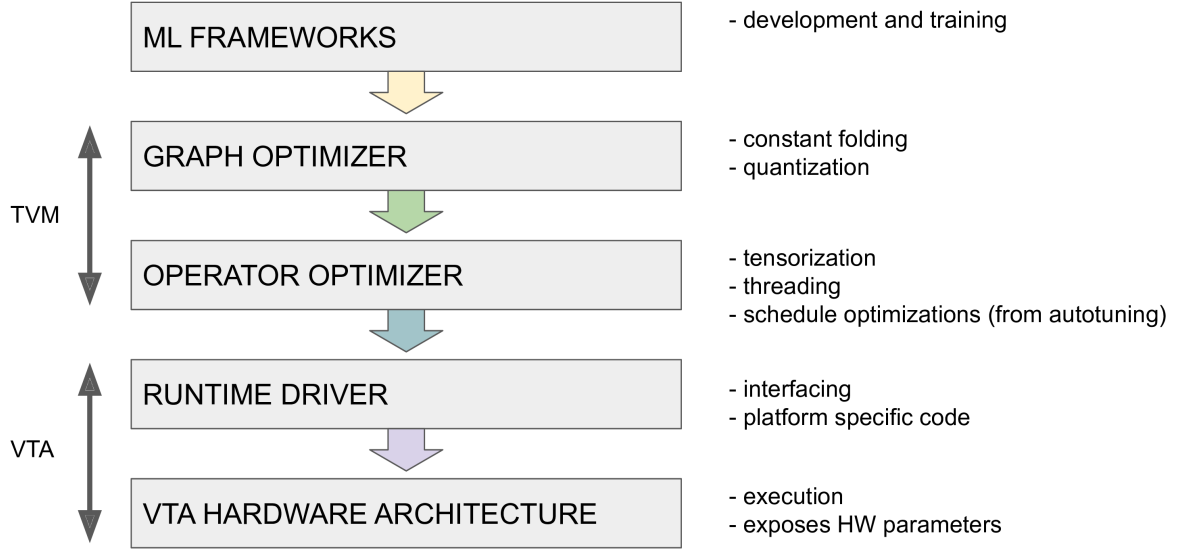 ML FRAMEWORKS
- development and training
GRAPH OPTIMIZER
- constant folding
- quantization
TVM
OPERATOR OPTIMIZER
- tensorization
- threading
- schedule optimizations (from autotuning)
RUNTIME DRIVER
- interfacing
- platform specific code
VTA
VTA HARDWARE ARCHITECTURE
- execution
- exposes HW parameters